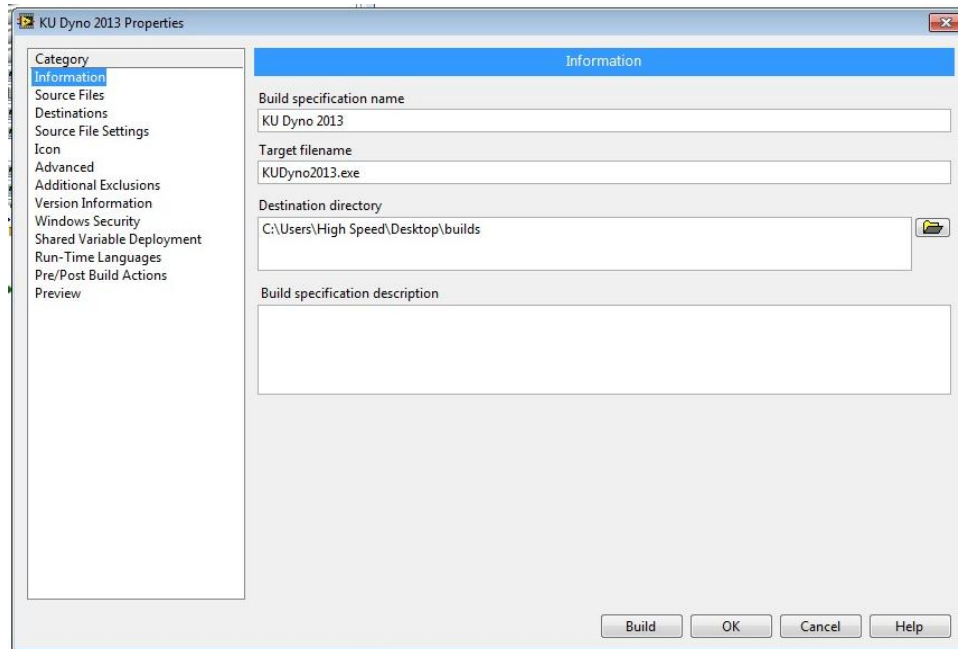 KU Dyno 2013 Properties
Category
Information
Source Files
Destinations
Source File Settings
Icon
Advanced
Additional Exclusions
Version Information
Windows Security
Shared Variable Deployment
Run-Time Languages
Pre/Post Build Actions
Preview
Information
Build specification name
KU Dyno 2013
Target filename
KUDyno2013.exe
Destination directory
C:\Users\High Speed\Desktop\builds
Build specification description
Build
OK
Cancel
Help